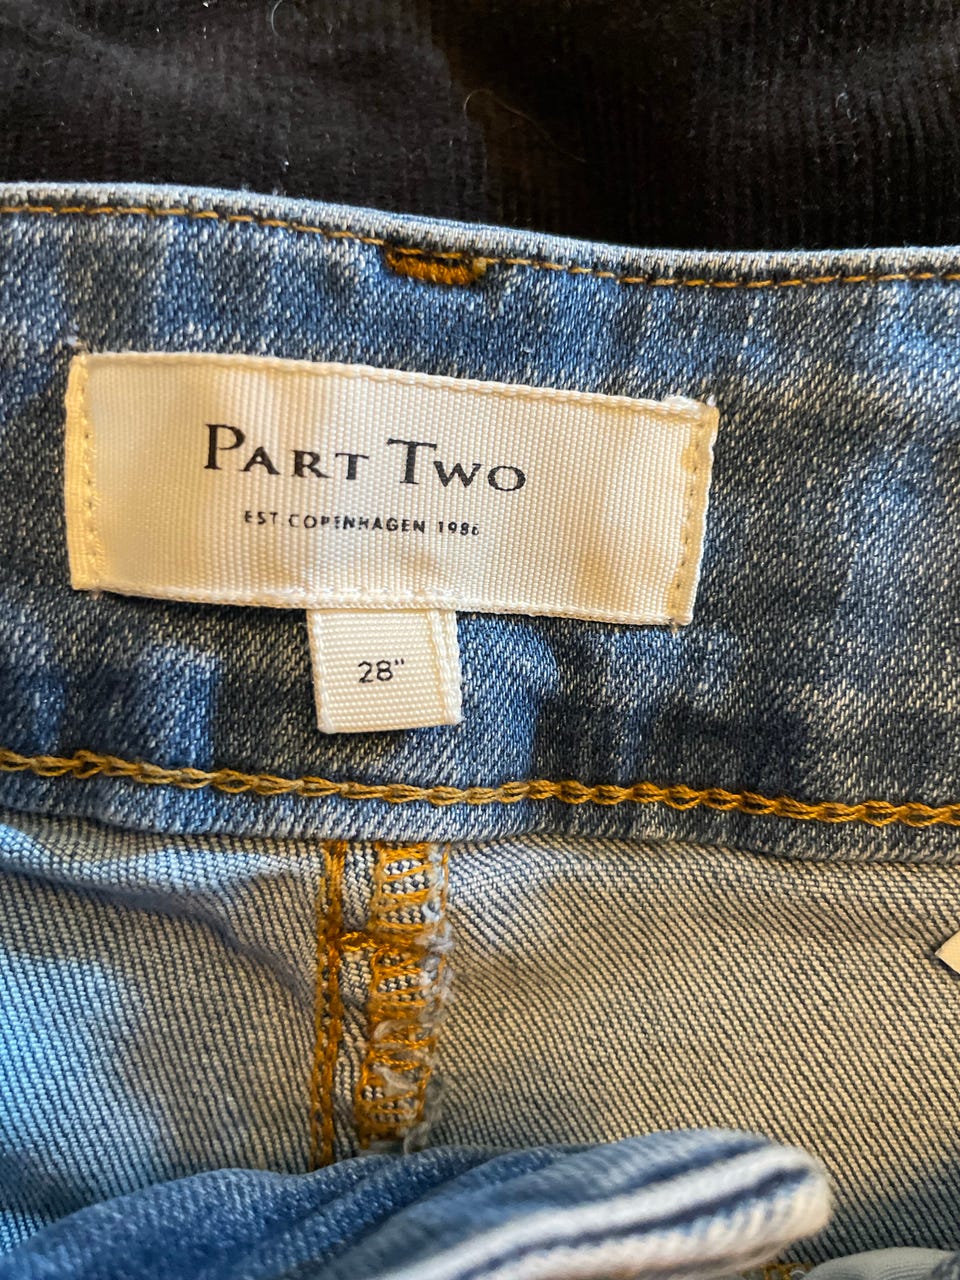 PART TWO
EST. COPENHAGEN 1986
28"